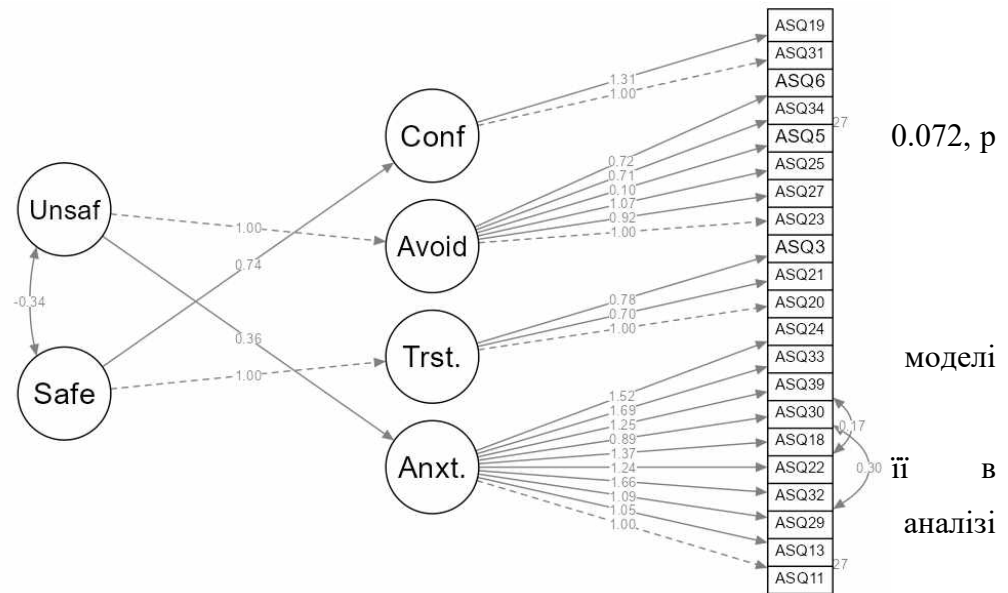 ASQ19
ASQ31
1.31
1.00
ASQ6
ASQ34
27
Conf
ASQ5
0.072, р
0.72
0.71
ASQ25
0.10
1.07
ASQ27
0.92
Unsaf
ASQ23
1.00
1.00
Avoid
ASQ3
0.74
ASQ21
0.78
-0.34
0.70
ASQ20
1.00
0.36
ASQ24
Trst.
ASQ33
моделі
1.00
Safe
1.52
ASQ39
1.69
1.25
ASQ30
0.89
0.17
1.37
ASQ18
Anxt.
1.24
ASQ22
0.30
її в
1.66
ASQ32
1.09
1.05
ASQ29
аналізі
1.00
ASQ13
27
ASQ11